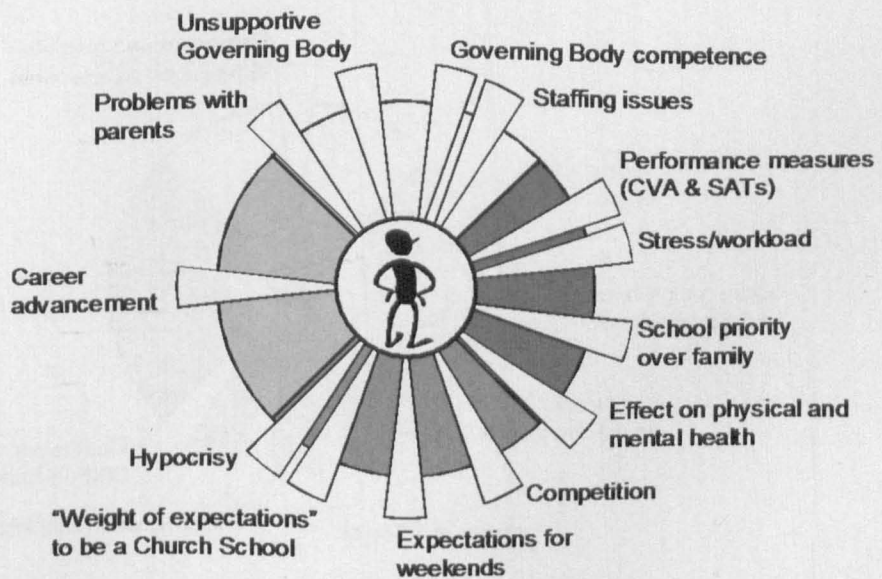 Unsupportive
Governing Body
Governing Body competence
Problems with
parents
Staffing issues
Performance measures
(CVA & SATs)
Stress/workload
Career
advancement
School priority
over family
Effect on physical and
mental health
Hypocrisy
Competition
"Weight of expectations"
to be a Church School
Expectations for
weekends